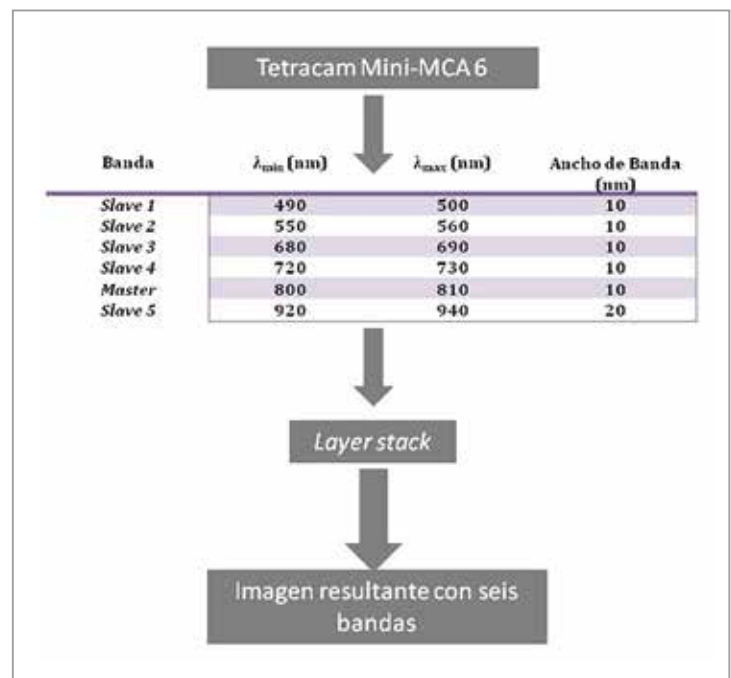 Tetracam Mini-MCA 6
Banda λmin (nm) λmax (nm) Ancho de Banda
(nm)
Slave 1 490 500 10
Slave 2 550 560 10
Slave 3 680 690 10
Slave 4 720 730 10
Master 800 810 10
Slave 5 920 940 20
Layer stack
Imagen resultante con seis
bandas